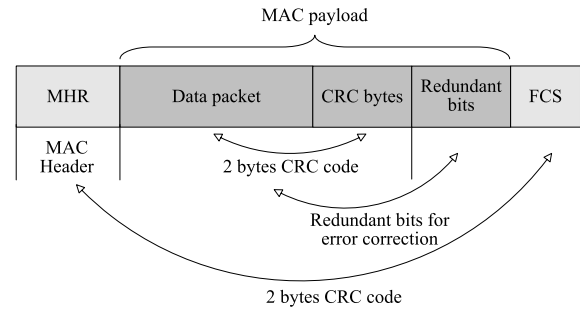 MAC payload
MHR
Data packet
CRC bytes
Redundant
bits
FCS
MAC
Header
2 bytes CRC code
Redundant bits for
error correction
2 bytes CRC code